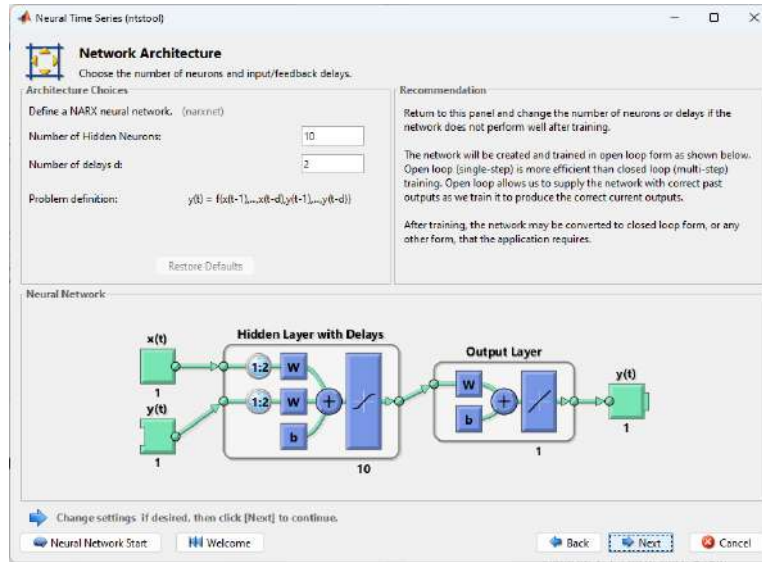 Neural Time Series (ntstool)
Network Architecture
Choose the number of neurons and input/feedback delays.
Architecture Choices
Define a NARX neural network. (narxnet)
Number of Hidden Neurons: 10
Number of delays d: 2
Problem definition: y(t) = f(x(t-1),...,x(t-d),y(t-1),...,y(t-d))
Restore Defaults
Recommendation
Return to this panel and change the number of neurons or delays if the
network does not perform well after training.
The network will be created and trained in open loop form as shown below.
Open loop (single-step) is more efficient than closed loop (multi-step)
training. Open loop allows us to supply the network with correct past
outputs as we train it to produce the correct current outputs.
After training, the network may be converted to closed loop form, or any
other form, that the application requires.
Neural Network
Hidden Layer with Delays
Output Layer
x(t)
1
y(t)
1
1:2
W
1:2
W
b
+
10
W
b
+
1
y(t)
1
Change settings if desired, then click [Next] to continue.
Neural Network Start
Welcome
Back
Next
Cancel